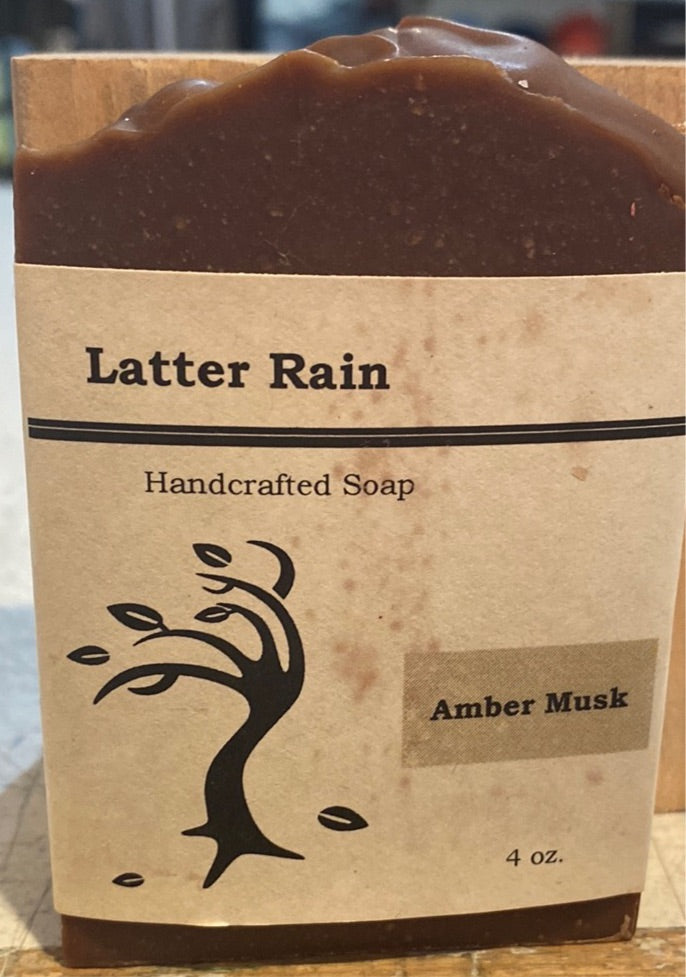 Latter Rain
Handcrafted Soap
Amber Musk
4 oz.